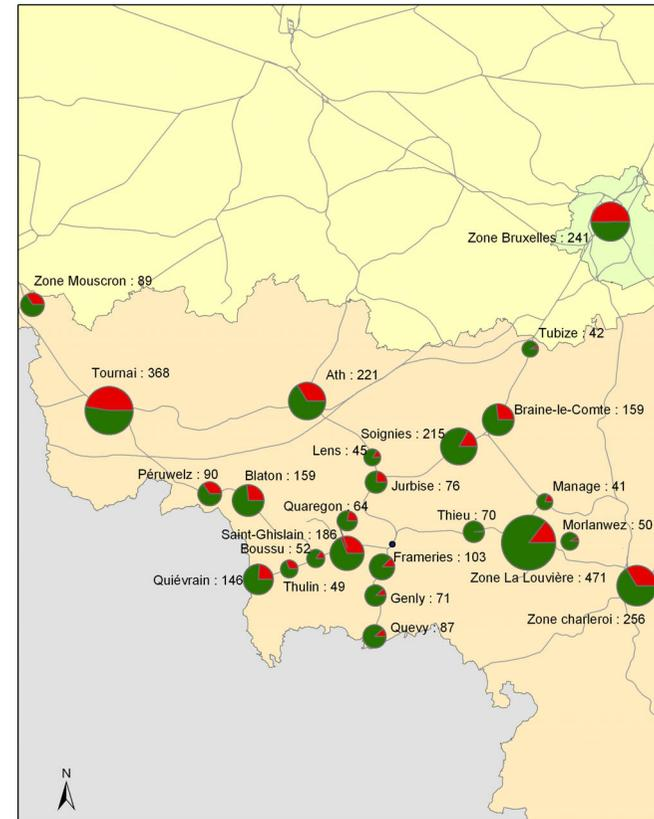 Zone Bruxelles : 241
Zone Mouscron : 89
Tubize : 42
Tournai : 368
Ath : 221
Braine-le-Comte : 159
Soignies : 215
Lens : 45
Péruwelz : 90
Blaton : 159
Jurbise : 76
Manage : 41
Quaregon : 64
Thieu : 70
Morlanwez : 50
Saint-Ghislain : 186
Boussu : 52
Frameries : 103
Quiévrain : 146
Thulin : 49
Zone La Louvière : 471
Genly : 71
Zone charleroi : 256
Quevy : 87
N